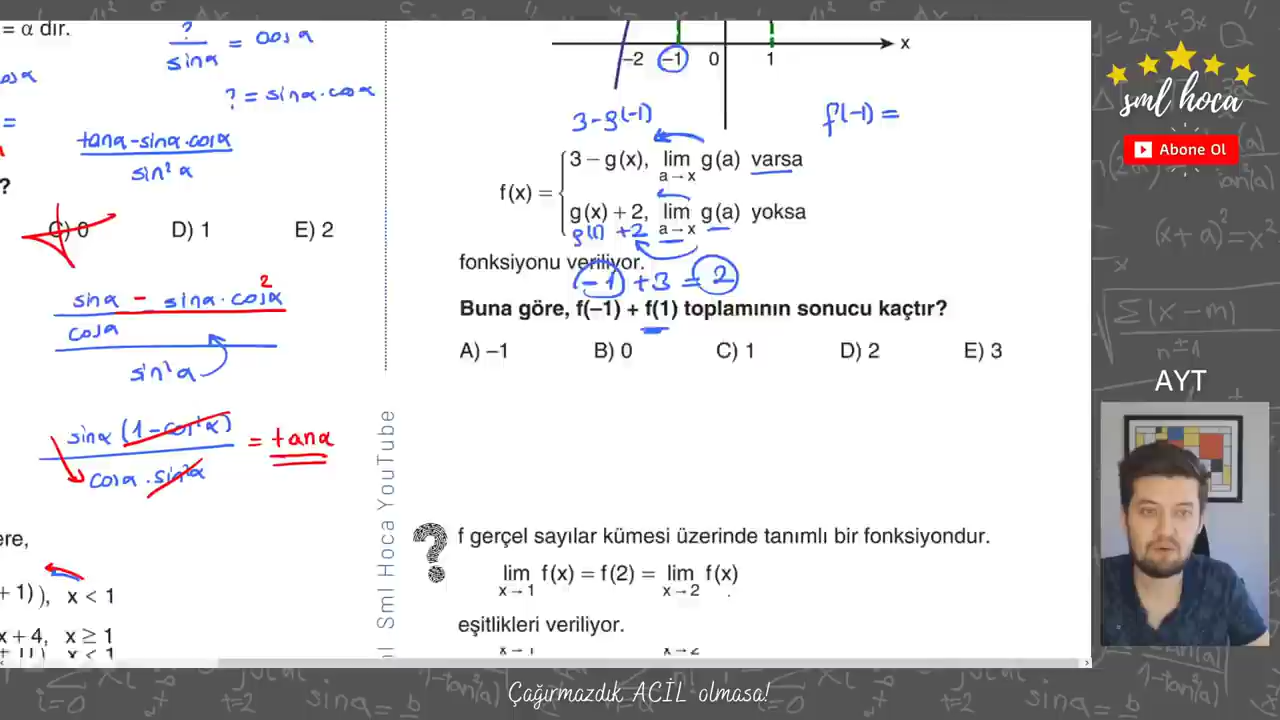 = α dır.
?/sinα = cosα
cosα
? = sinα·cosα
=
tanα-sinα.cosα / sin²α
?
C) 0 D) 1 E) 2
sinα - sinα.cos²α
cosα
sin²α
sinα (1-cos²α) / cosα . sin²α = tanα
ere,
+ 1) ), x < 1
x + 4, x ≥ 1
Sml Hoca YouTube
-2 -1 0 1 x
3-g(-1)
f(-1) =
f(x) =
3 – g(x), lim g(a) varsa
a→x
g(x) + 2, lim g(a) yoksa
a→x
g(1) +2
fonksiyonu veriliyor.
-1 +3 = 2
Buna göre, f(–1) + f(1) toplamının sonucu kaçtır?
A) –1 B) 0 C) 1 D) 2 E) 3
? f gerçel sayılar kümesi üzerinde tanımlı bir fonksiyondur.
lim f(x) = f(2) = lim f(x)
x→1 x→2
eşitlikleri veriliyor.
sml hoca
Abone Ol
AYT
Çağırmazdık ACİL olmasa!